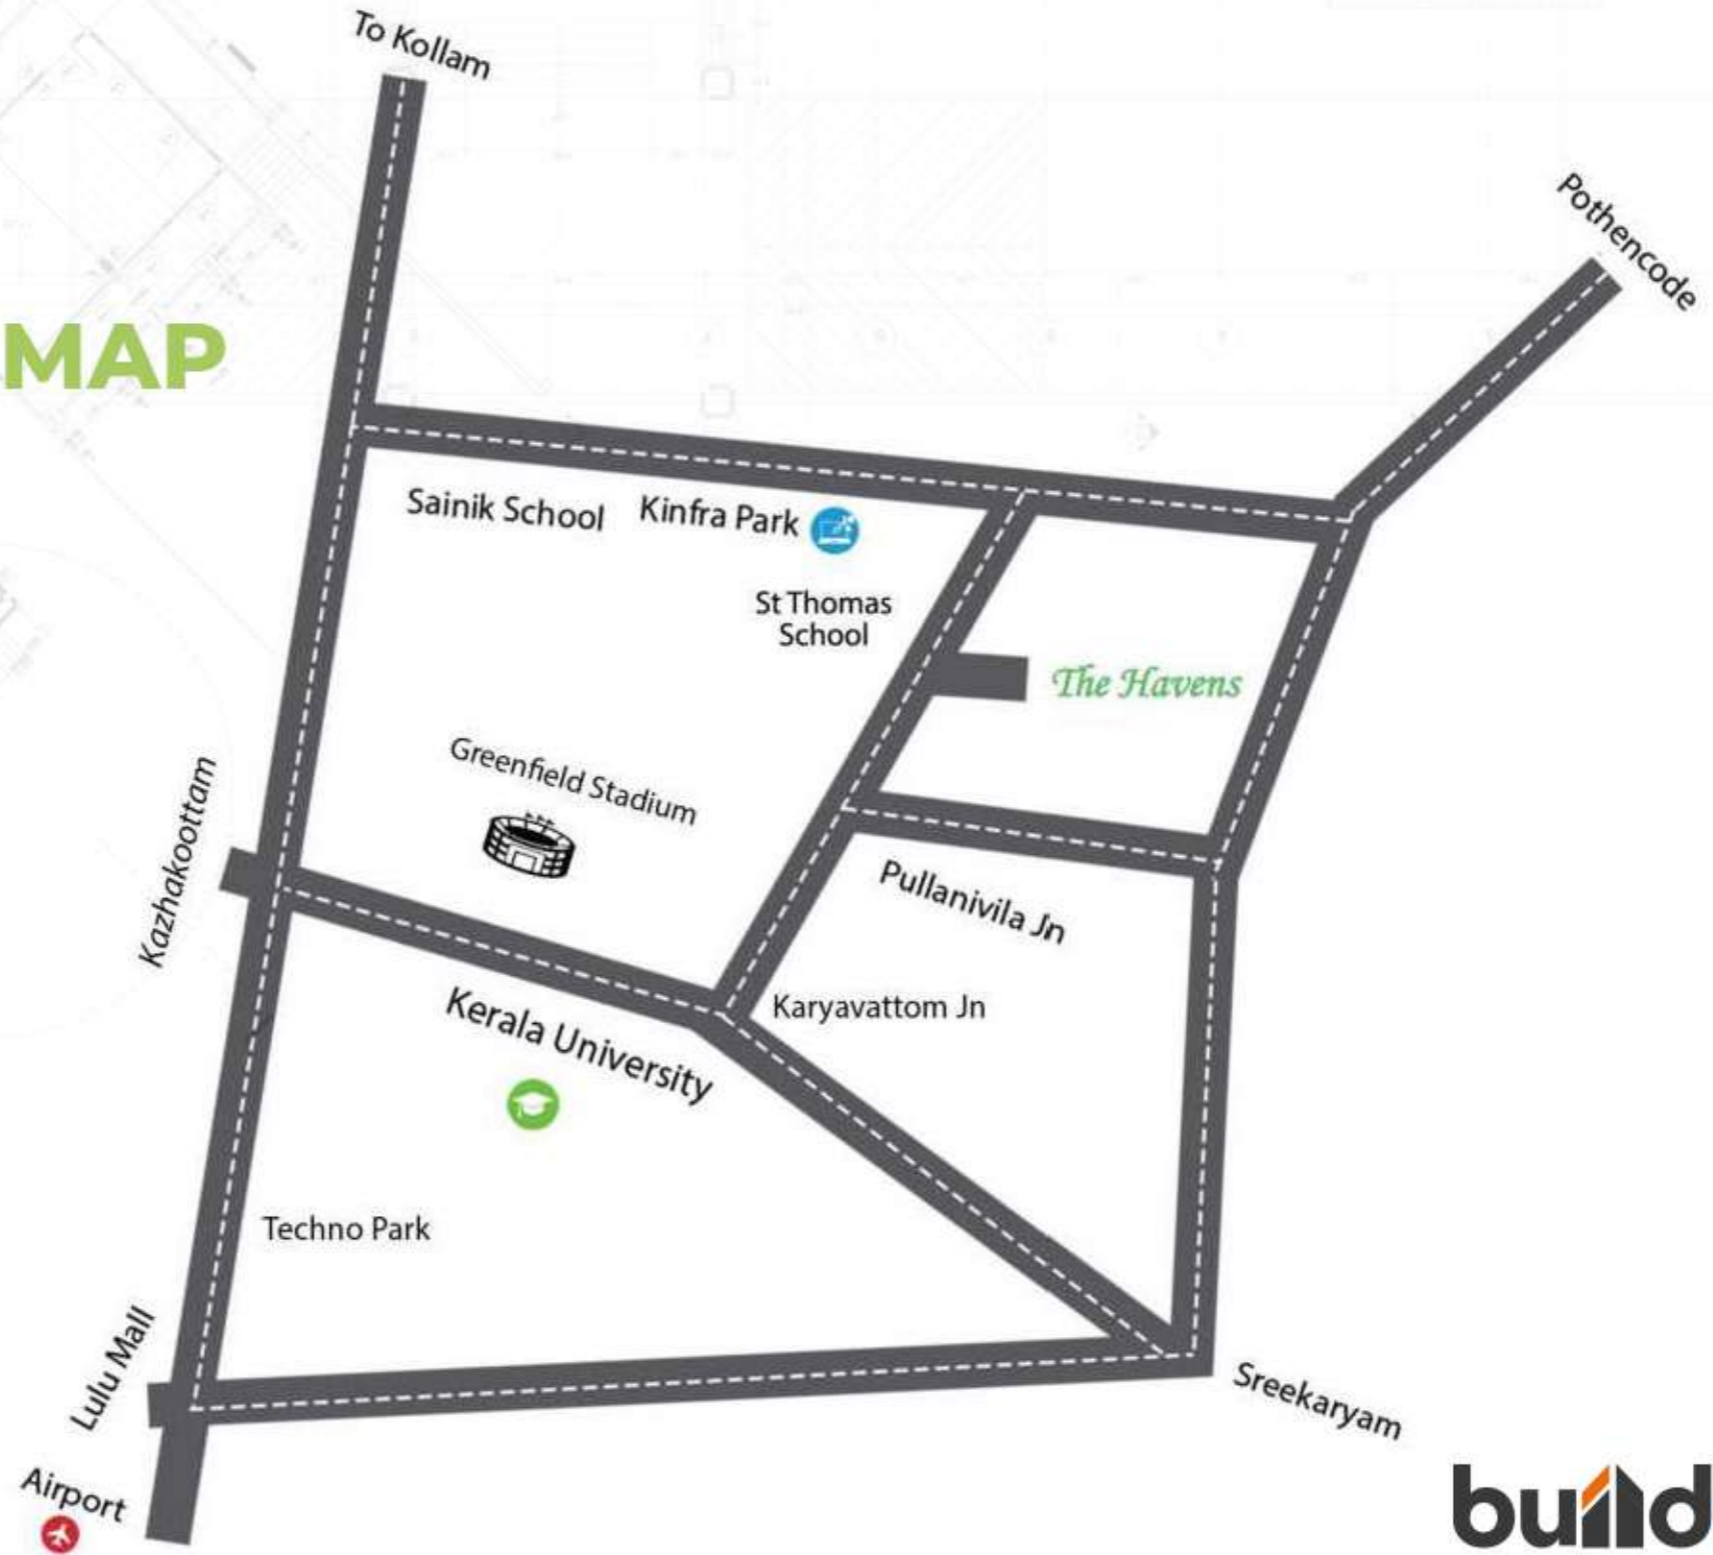 To Kollam
Pothencode
MAP
Sainik School
Kinfra Park
St Thomas
School
The Havens
Greenfield Stadium
Kazhakoottam
Pullanivila Jn
Karyavattom Jn
Kerala University
Techno Park
Lulu Mall
Sreekaryam
Airport
build